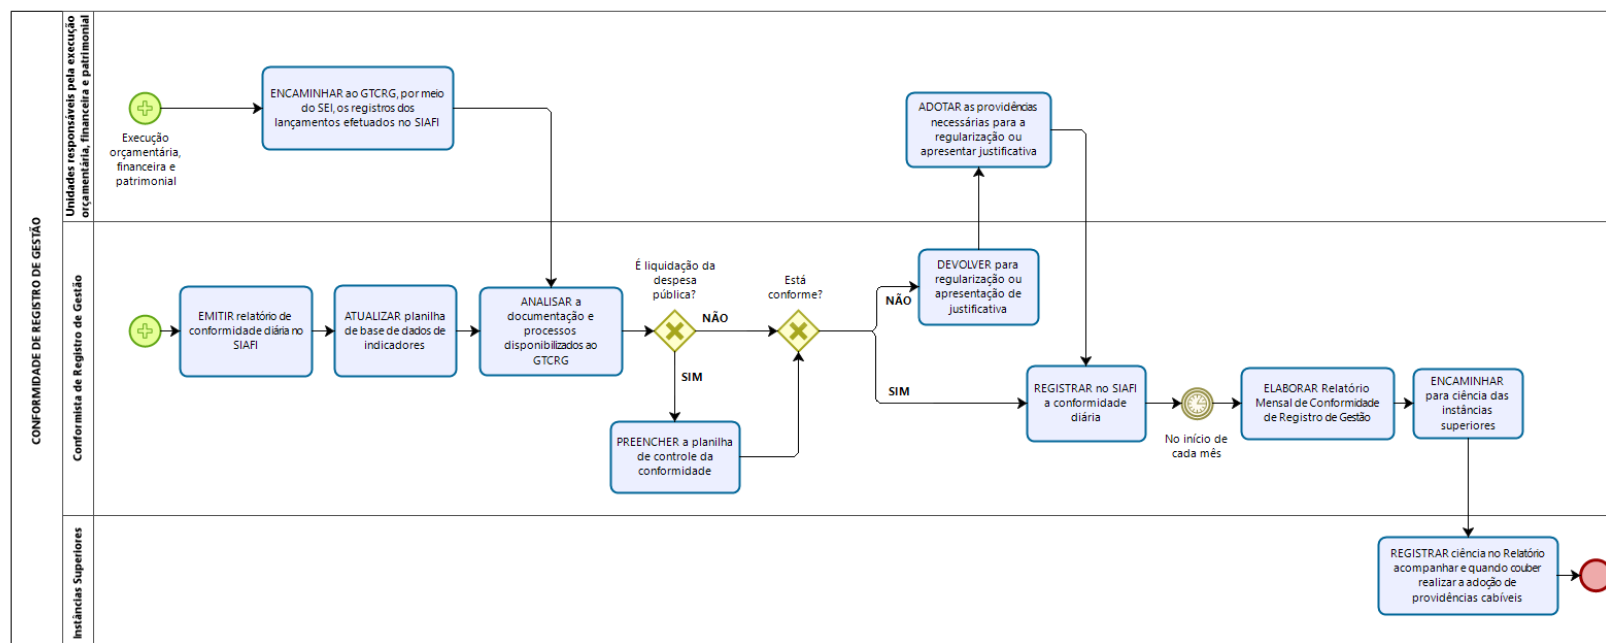 CONFORMIDADE DE REGISTRO DE GESTÃO
Unidades responsáveis pela execução
orçamentária, financeira e patrimonial
Execução
orçamentária,
financeira e
patrimonial
ENCAMINHAR ao GTCRG, por meio
do SEI, os registros dos
lançamentos efetuados no SIAFI
ADOTAR as providências
necessárias para a
regularização ou
apresentar justificativa
Conformista de Registro de Gestão
EMITIR relatório de
conformidade diária no
SIAFI
ATUALIZAR planilha
de base de dados de
indicadores
ANALISAR a
documentação e
processos
disponibilizados ao
GTCRG
É liquidação da
despesa
pública?
NÃO
SIM
PREENCHER a planilha
de controle da
conformidade
Está
conforme?
NÃO
SIM
DEVOLVER para
regularização ou
apresentação de
justificativa
REGISTRAR no SIAFI
a conformidade
diária
No início de
cada mês
ELABORAR Relatório
Mensal de Conformidade
de Registro de Gestão
ENCAMINHAR
para ciência das
instâncias
superiores
Instâncias Superiores
REGISTRAR ciência no Relatório
acompanhar e quando couber
realizar a adoção de
providências cabíveis